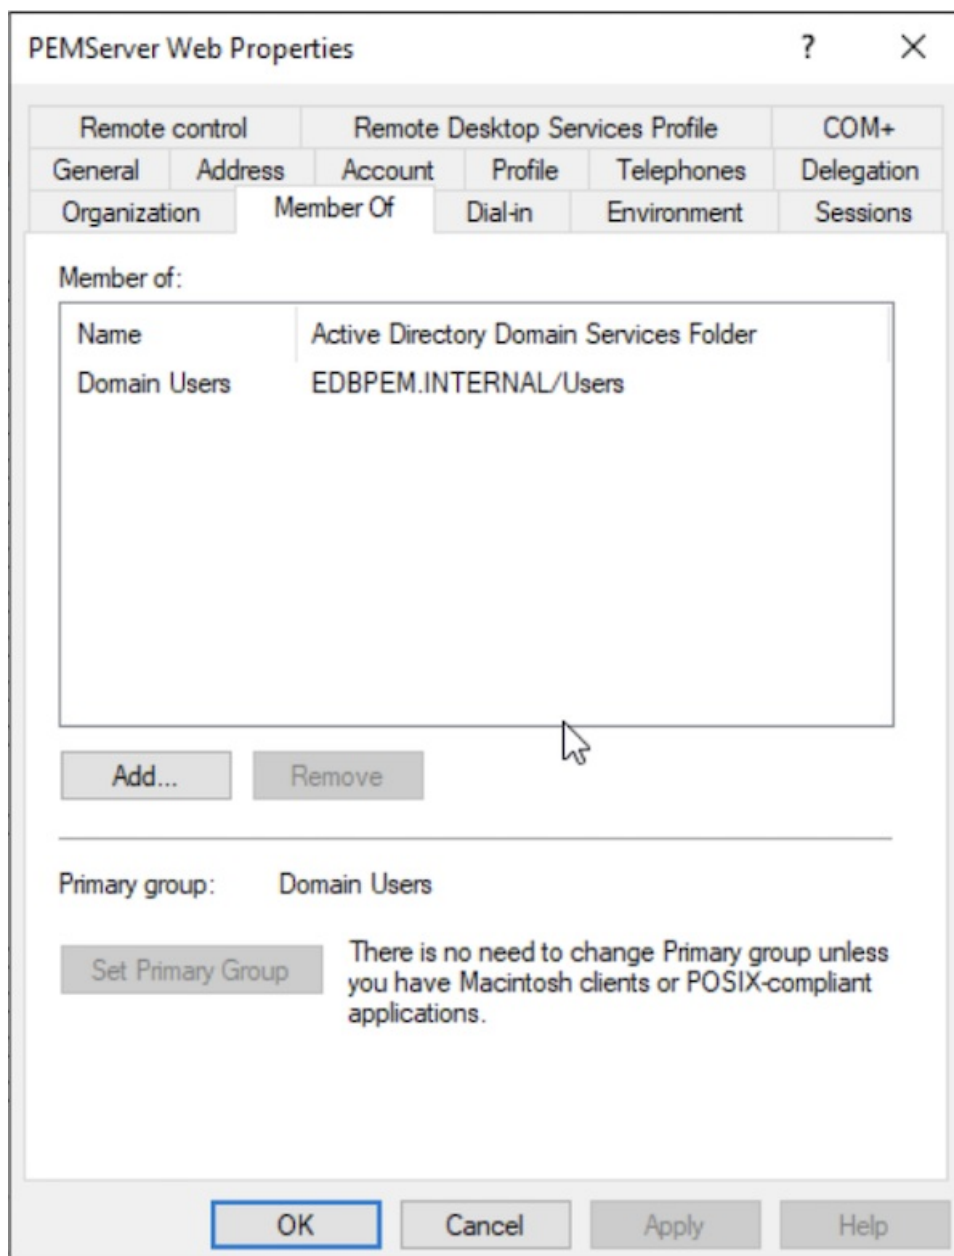 PEMServer Web Properties ?
Remote control Remote Desktop Services Profile COM+
General Address Account Profile Telephones Delegation
Organization Member Of Dial-in Environment Sessions
Member of:
Name Active Directory Domain Services Folder
Domain Users EDBPEM.INTERNAL/Users
Add... Remove
Primary group: Domain Users
Set Primary Group
There is no need to change Primary group unless
you have Macintosh clients or POSIX-compliant
applications.
OK Cancel Apply Help